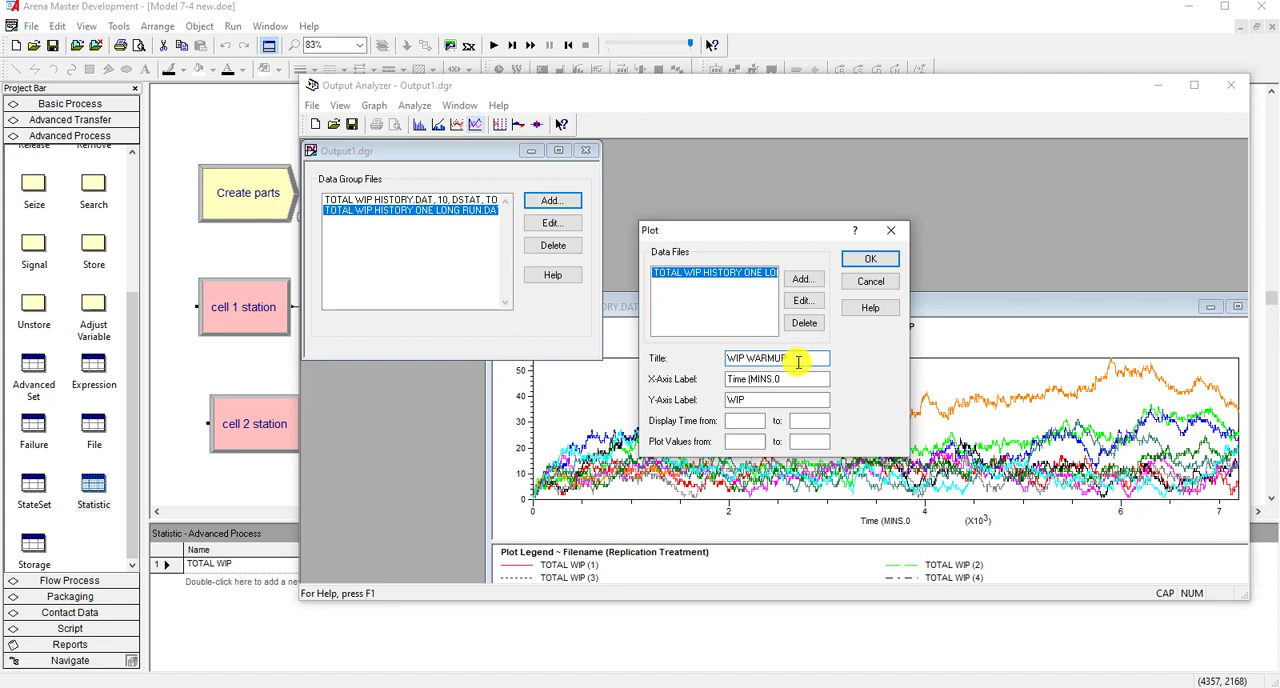 Arena Master Development - [Model 7-4 new.doe]
File Edit View Tools Arrange Object Run Window Help
83%
Project Bar
Basic Process
Advanced Transfer
Advanced Process
Release Remove
Seize Search
Signal Store
Unstore Adjust Variable
Advanced Set Expression
Failure File
StateSet Statistic
Storage
Flow Process
Packaging
Contact Data
Script
Reports
Navigate
Create parts
cell 1 station
cell 2 station
Statistic - Advanced Process
Name
1 TOTAL WIP
Double-click here to add a ne
Output Analyzer - Output1.dgr
File View Graph Analyze Window Help
Output1.dgr
Data Group Files
TOTAL WIP HISTORY.DAT, 10, DSTAT, TO
TOTAL WIP HISTORY ONE LONG RUN.DA
Add...
Edit...
Delete
Help
Plot
?
Data Files
TOTAL WIP HISTORY ONE LO
Add...
Edit...
Delete
OK
Cancel
Help
Title: WIP WARMUP
X-Axis Label: Time (MINS.0
Y-Axis Label: WIP
Display Time from: to:
Plot Values from: to:
ORY.DAT
P
50
40
30
20
10
0
0 2 4 6 7
Time (MINS.0 (X10³)
Plot Legend ~ Filename (Replication Treatment)
TOTAL WIP (1) TOTAL WIP (2)
TOTAL WIP (3) TOTAL WIP (4)
For Help, press F1
CAP NUM
(4357, 2168)